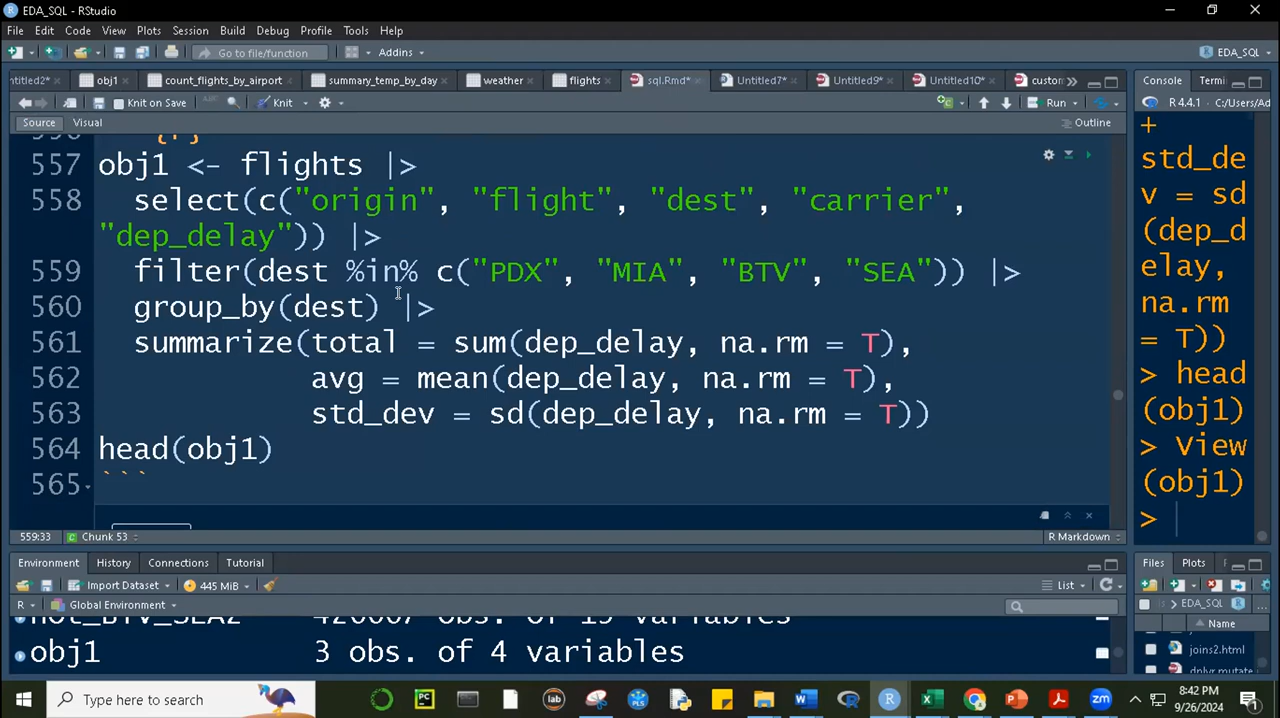 EDA_SQL - RStudio
File Edit Code View Plots Session Build Debug Profile Tools Help
Go to file/function Addins EDA_SQL
ntitled2* obj1 count_flights_by_airport summary_temp_by_day weather flights sql.Rmd* Untitled7* Untitled9* Untitled10* custom
Knit on Save ABC Knit Run
Source Visual Outline
557 obj1 <- flights |>
558 select(c("origin", "flight", "dest", "carrier",
"dep_delay")) |>
559 filter(dest %in% c("PDX", "MIA", "BTV", "SEA")) |>
560 group_by(dest) |>
561 summarize(total = sum(dep_delay, na.rm = T),
562 avg = mean(dep_delay, na.rm = T),
563 std_dev = sd(dep_delay, na.rm = T))
564 head(obj1)
565 ```
559:33 Chunk 53 R Markdown
Environment History Connections Tutorial
Import Dataset 445 MiB List
R Global Environment
obj1 3 obs. of 4 variables
Console Termi
R 4.4.1 · C:/Users/Ad
+
std_de
v = sd
(dep_d
elay,
na.rm
= T))
> head
(obj1)
> View
(obj1)
>
Files Plots
EDA_SQL
Name
joins2.html
Type here to search
8:42 PM
9/26/2024